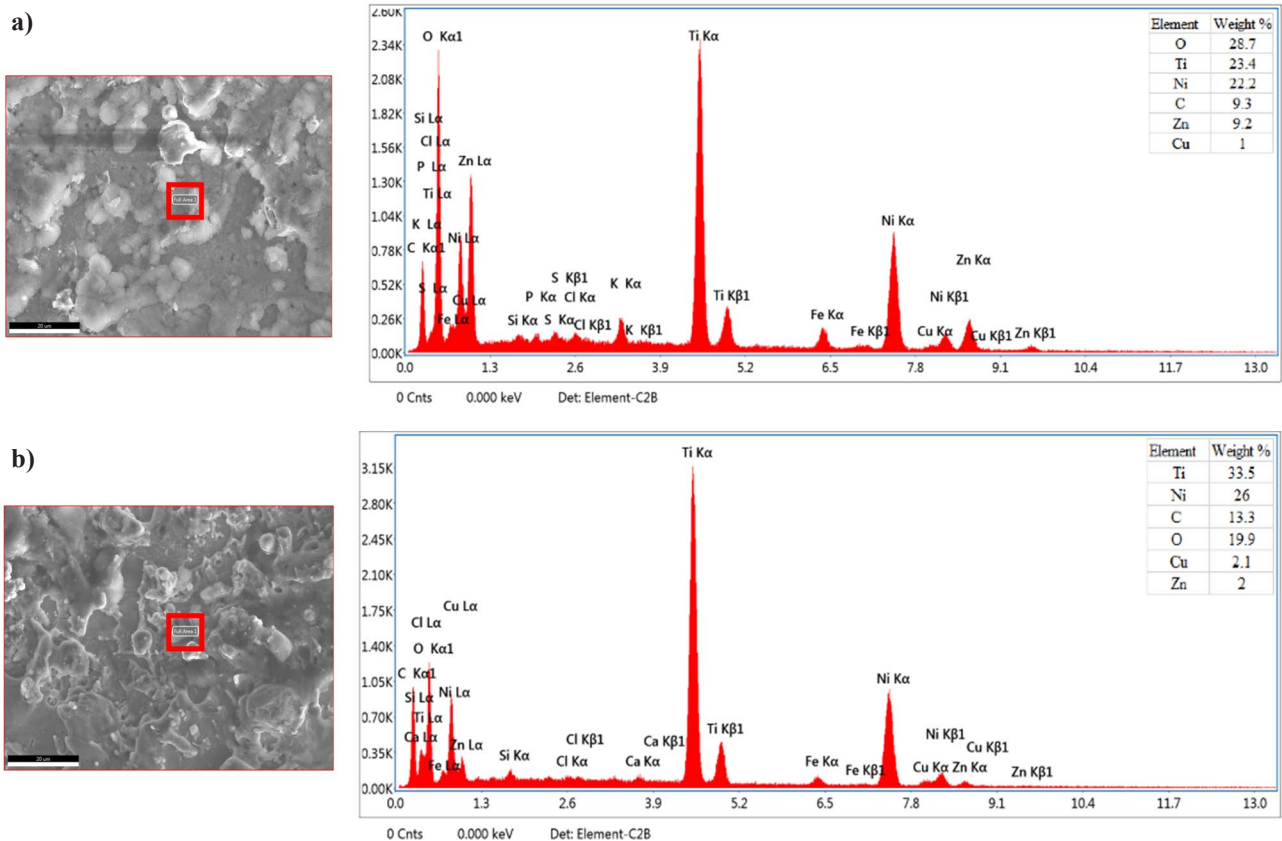 a)
Full Area 1
20 um
2.60K
2.34K
2.08K
1.82K
1.56K
1.30K
1.04K
0.78K
0.52K
0.26K
0.00K
O Kα1
Si Lα
Cl Lα
P Lα
Ti Lα
K Lα
C Kα1
S Lα
Fe Lα
Ni Lα
Cu Lα
Zn Lα
Si Kα
P Kα
S Kα
S Kβ1
Cl Kα
Cl Kβ1
K Kα
K Kβ1
Ti Kα
Ti Kβ1
Fe Kα
Fe Kβ1
Ni Kα
Cu Kα
Ni Kβ1
Zn Kα
Cu Kβ1
Zn Kβ1
0.0 1.3 2.6 3.9 5.2 6.5 7.8 9.1 10.4 11.7 13.0
0 Cnts 0.000 keV Det: Element-C2B
Element Weight %
O 28.7
Ti 23.4
Ni 22.2
C 9.3
Zn 9.2
Cu 1
b)
Full Area 1
20 um
3.15K
2.80K
2.45K
2.10K
1.75K
1.40K
1.05K
0.70K
0.35K
0.00K
Cu Lα
Cl Lα
O Kα1
C Kα1
Si Lα
Ni Lα
Ti Lα
Ca Lα
Zn Lα
Fe Lα
Si Kα
Cl Kβ1
Cl Kα
Ca Kβ1
Ca Kα
Ti Kα
Ti Kβ1
Fe Kα
Fe Kβ1
Ni Kα
Ni Kβ1
Cu Kβ1
Cu Kα
Zn Kα
Zn Kβ1
0.0 1.3 2.6 3.9 5.2 6.5 7.8 9.1 10.4 11.7 13.0
0 Cnts 0.000 keV Det: Element-C2B
Element Weight %
Ti 33.5
Ni 26
C 13.3
O 19.9
Cu 2.1
Zn 2